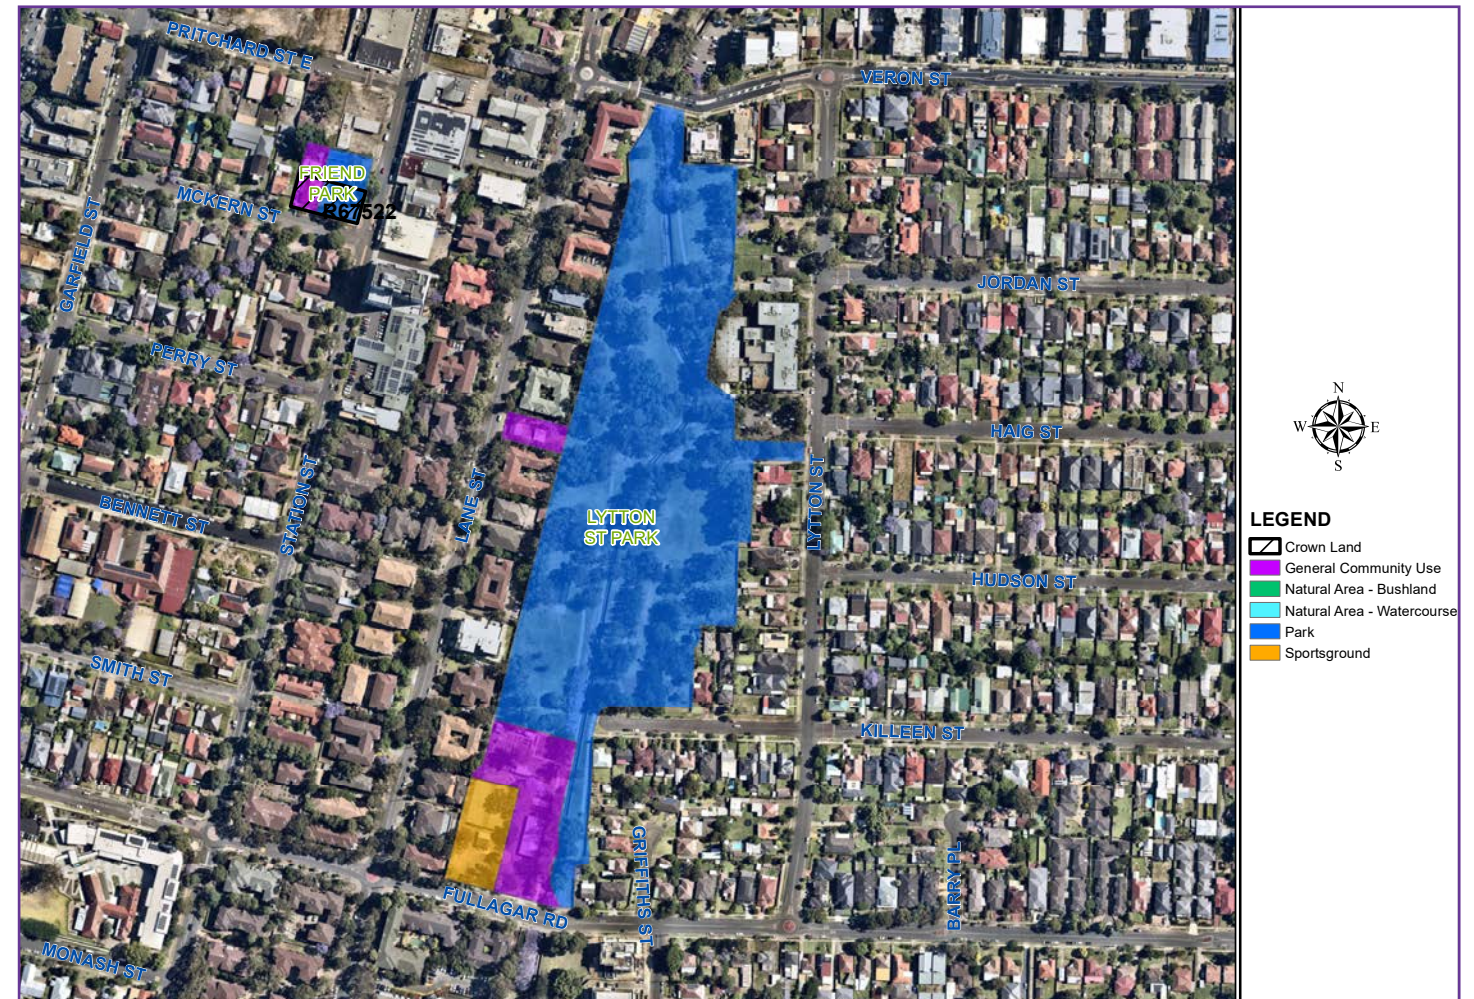 PRITCHARD ST E
VERON ST
FRIEND
PARK
MCKERN ST
R67522
GARFIELD ST
JORDAN ST
PERRY ST
HAIG ST
LANE ST
STATION ST
LYTTON ST
BENNETT ST
LYTTON
ST PARK
HUDSON ST
SMITH ST
KILLEEN ST
GRIFFITHS ST
BARRY PL
FULLAGAR RD
MONASH ST
N
W
E
S
LEGEND
Crown Land
General Community Use
Natural Area - Bushland
Natural Area - Watercourse
Park
Sportsground